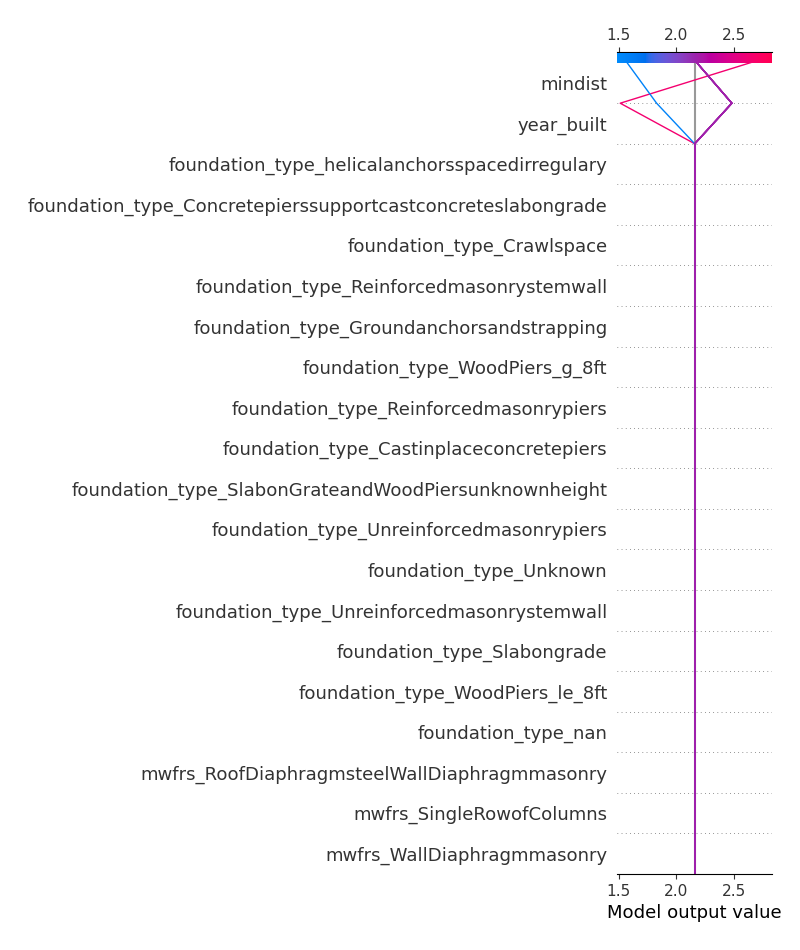 1.5 2.0 2.5
mindist
year_built
foundation_type_helicalanchorsspacedirregulary
foundation_type_Concretepierssupportcastconcreteslabongrade
foundation_type_Crawlspace
foundation_type_Reinforcedmasonrystemwall
foundation_type_Groundanchorsandstrapping
foundation_type_WoodPiers_g_8ft
foundation_type_Reinforcedmasonrypiers
foundation_type_Castinplaceconcretepiers
foundation_type_SlabonGrateandWoodPiersunknownheight
foundation_type_Unreinforcedmasonrypiers
foundation_type_Unknown
foundation_type_Unreinforcedmasonrystemwall
foundation_type_Slabongrade
foundation_type_WoodPiers_le_8ft
foundation_type_nan
mwfrs_RoofDiaphragmsteelWallDiaphragmmasonry
mwfrs_SingleRowofColumns
mwfrs_WallDiaphragmmasonry
1.5 2.0 2.5
Model output value